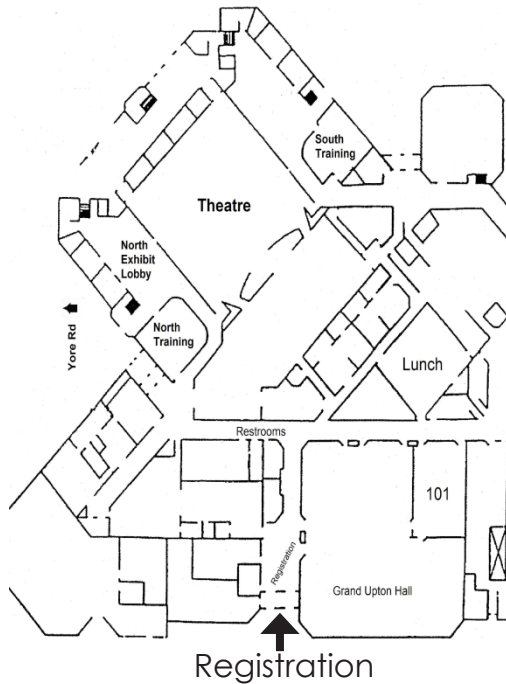 South
Training
Theatre
North
Exhibit
Lobby
Yore Rd
North
Training
Lunch
Restrooms
101
Registration
Grand Upton Hall
Registration